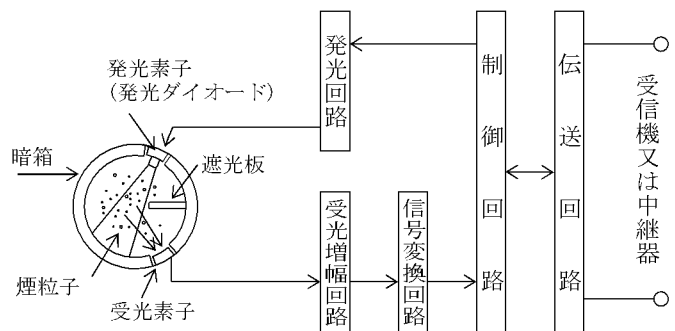 発光素子
(発光ダイオード)
暗箱
遮光板
煙粒子
受光素子
発光回路
受光増幅回路
信号変換回路
制御回路
伝送回路
受信機又は中継器